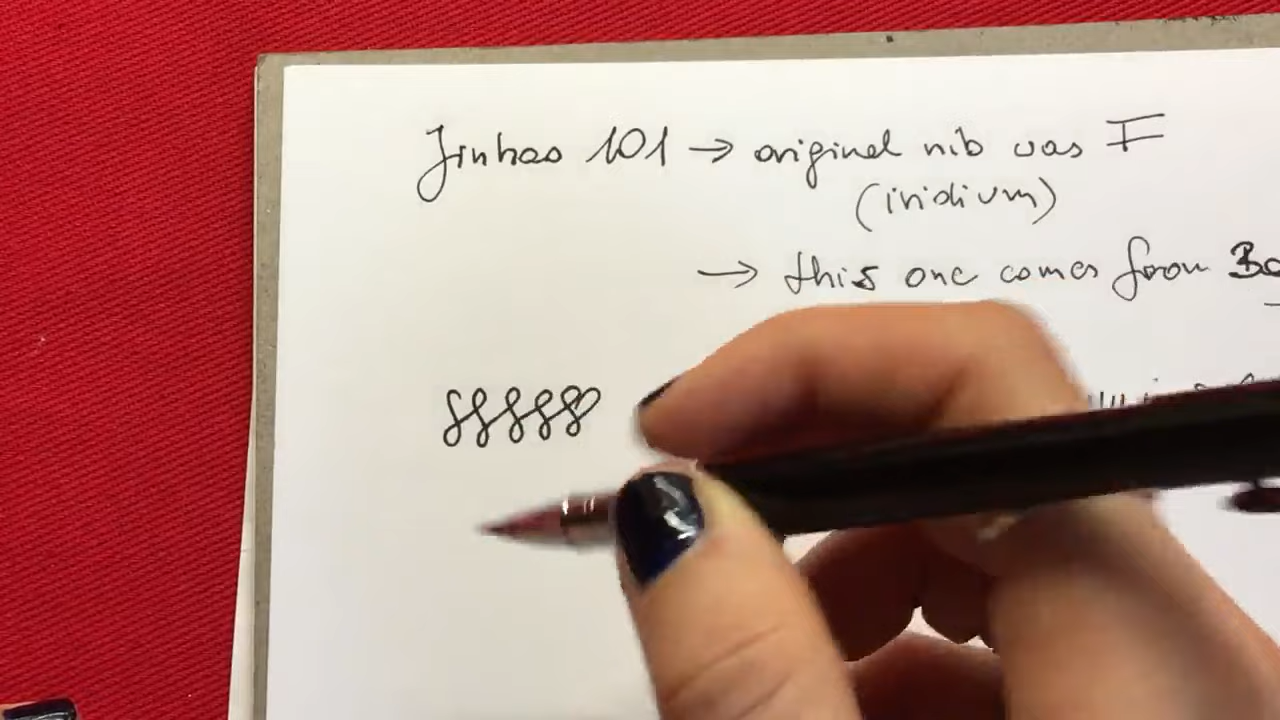 Jinhao 101 → original nib was F
(iridium)
→ this one comes from